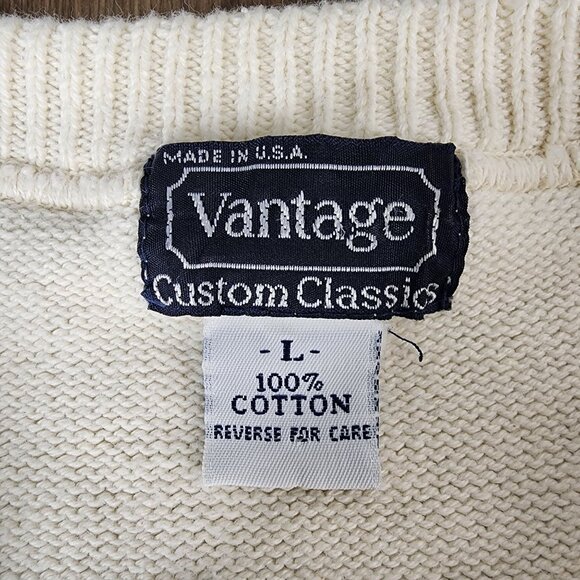 MADE IN U.S.A.
Vantage
Custom Classics
- L -
100%
COTTON
REVERSE FOR CARE